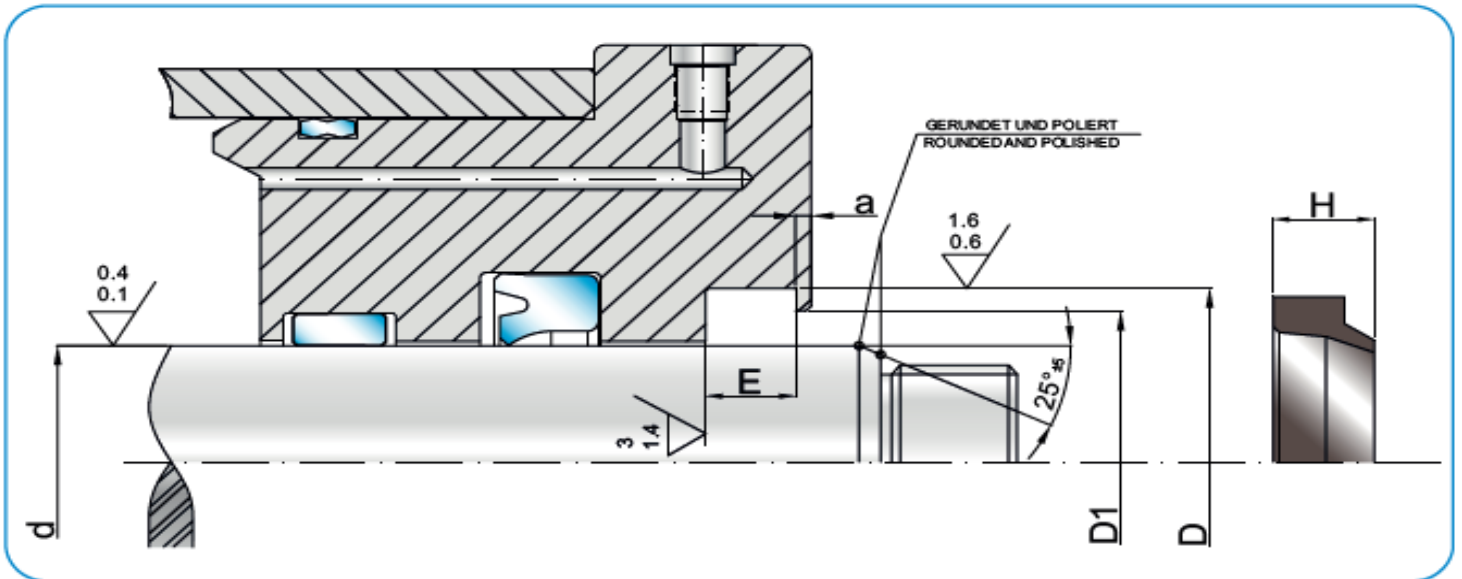 GERUNDET UND POLIERT
ROUNDED AND POLISHED
a
H
1.6
0.6
0.4
0.1
E
25° ±5
3
1.4
d
D1
D